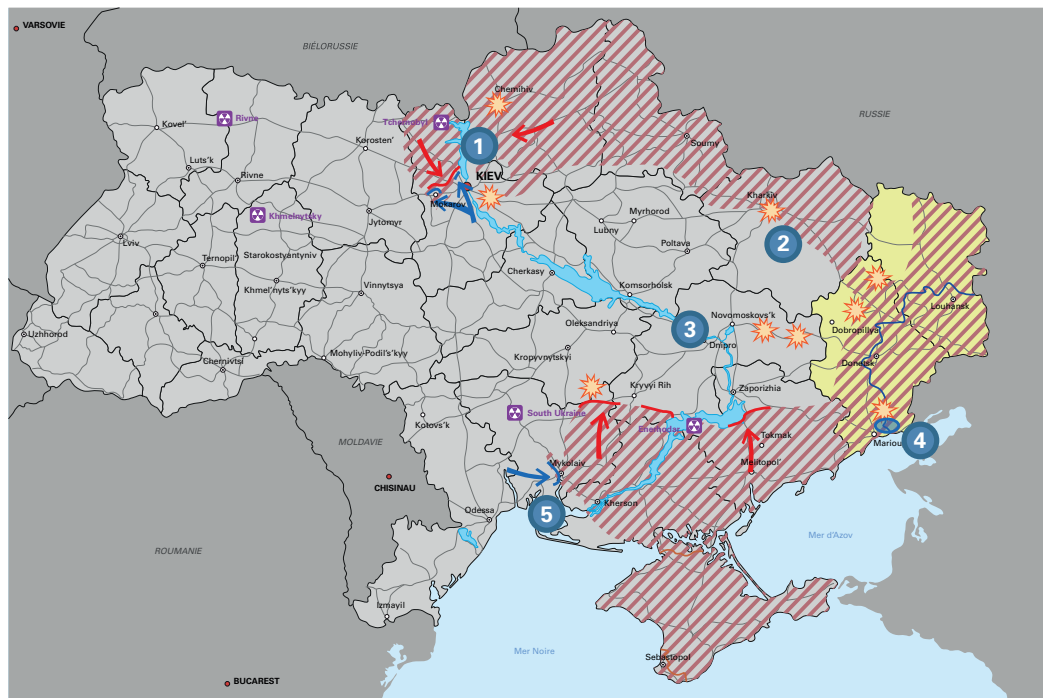 VARSOVIE
BIÉLORUSSIE
RUSSIE
Chernihiv
Tchernobyl
Rivne
Kovel'
Korosten'
Soumy
1
Luts'k
Rivne
KIEV
Mokarov
Kharkiv
Khmelnytsky
Jytomyr
Myrhorod
Lubny
2
Lviv
Starokostyantyniv
Poltava
Ternopil'
Cherkasy
Khmel'nyts'kyy
Vinnytsya
Komsorholsk
Louhansk
Novomoskovs'k
Oleksandriya
3
Dobropillya
Uzhhorod
Dnipro
Mohyliv-Podil's'kyy
Kropyvnytskyi
Chernivtsi
Donetsk
Kryyyi Rih
Zaporizhia
South Ukraine
Kotovs'k
Enerhodar
Tokmak
MOLDAVIE
Mariou
4
Mykolaiv
Melitopol'
CHISINAU
Kherson
Odessa
5
Mer d'Azov
ROUMANIE
Izmayil
Mer Noire
Sebastopol
BUCAREST